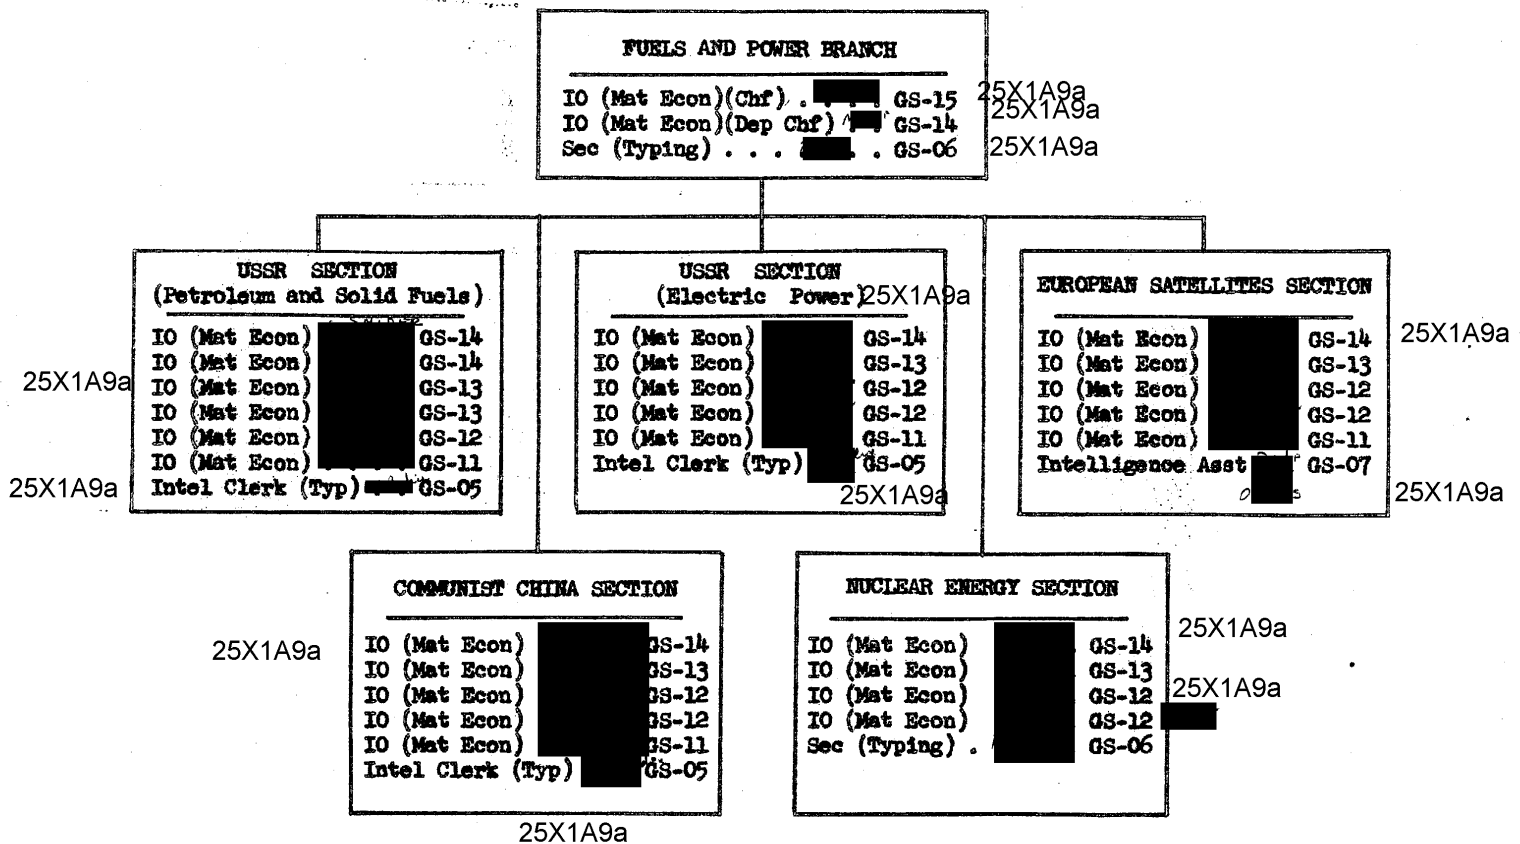 FUELS AND POWER BRANCH
IO (Mat Econ)(Chf) . . . . GS-15 25X1A9a
25X1A9a
IO (Mat Econ)(Dep Chf) . . GS-14
Sec (Typing) . . . . . GS-06 25X1A9a
USSR SECTION
(Petroleum and Solid Fuels)
IO (Mat Econ) GS-14
IO (Mat Econ) GS-14
25X1A9a
IO (Mat Econ) GS-13
IO (Mat Econ) GS-13
IO (Mat Econ) GS-12
IO (Mat Econ) . . . . GS-11
25X1A9a
Intel Clerk (Typ) . . GS-05
USSR SECTION
(Electric Power) 25X1A9a
IO (Mat Econ) GS-14
IO (Mat Econ) GS-13
IO (Mat Econ) GS-12
IO (Mat Econ) GS-12
IO (Mat Econ) GS-11
Intel Clerk (Typ) GS-05
25X1A9a
EUROPEAN SATELLITES SECTION
IO (Mat Econ) GS-14 25X1A9a
IO (Mat Econ) GS-13
IO (Mat Econ) GS-12
IO (Mat Econ) GS-12
IO (Mat Econ) GS-11
Intelligence Asst GS-07
25X1A9a
COMMUNIST CHINA SECTION
25X1A9a
IO (Mat Econ) GS-14
IO (Mat Econ) GS-13
IO (Mat Econ) GS-12
IO (Mat Econ) GS-12
IO (Mat Econ) GS-11
Intel Clerk (Typ) GS-05
25X1A9a
NUCLEAR ENERGY SECTION
25X1A9a
IO (Mat Econ) GS-14
IO (Mat Econ) GS-13
IO (Mat Econ) GS-12 25X1A9a
IO (Mat Econ) GS-12
Sec (Typing) . GS-06